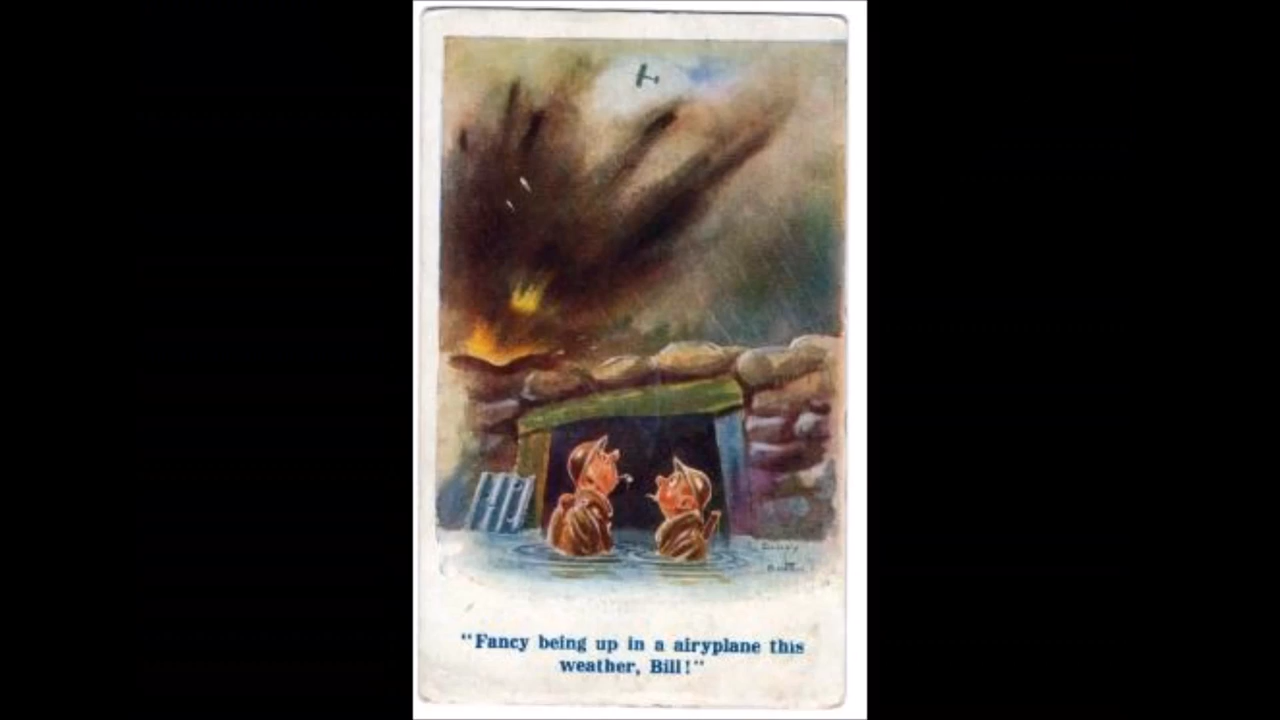 “Fancy being up in a airyplane this
weather, Bill!”